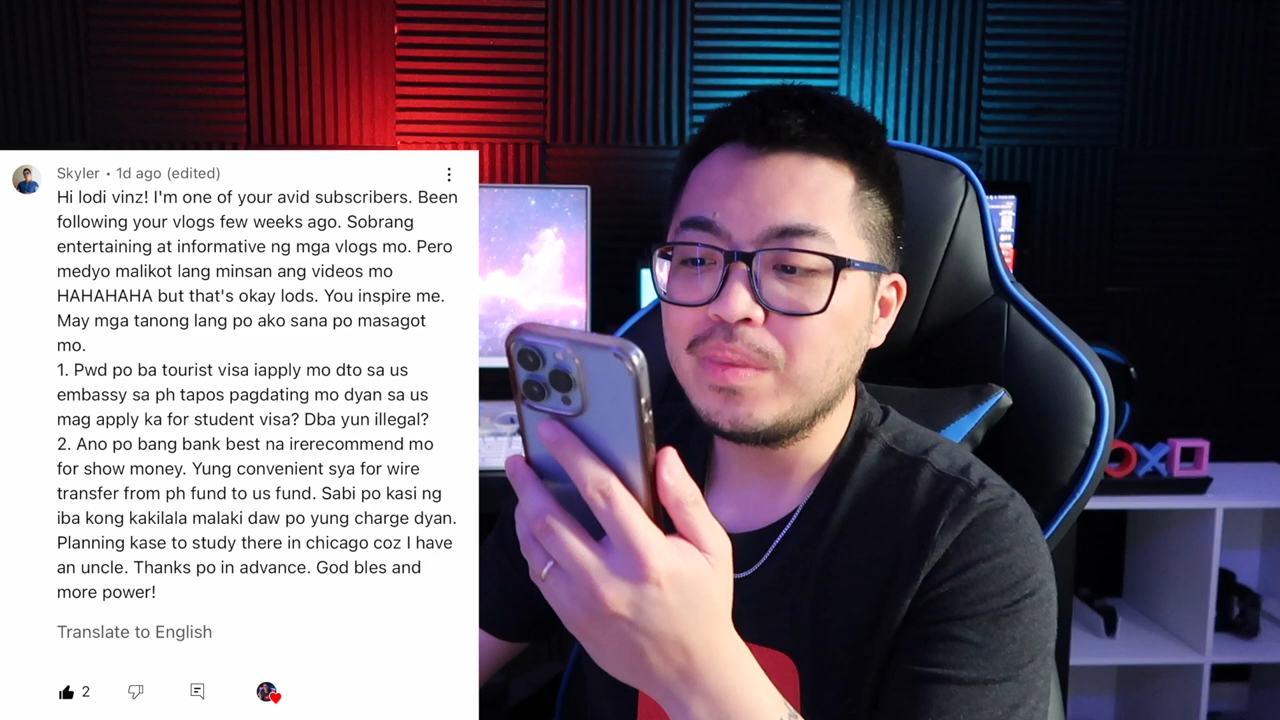 Skyler • 1d ago (edited)
Hi lodi vinz! I'm one of your avid subscribers. Been
following your vlogs few weeks ago. Sobrang
entertaining at informative ng mga vlogs mo. Pero
medyo malikot lang minsan ang videos mo
HAHAHAHA but that's okay lods. You inspire me.
May mga tanong lang po ako sana po masagot
mo.
1. Pwd po ba tourist visa iapply mo dto sa us
embassy sa ph tapos pagdating mo dyan sa us
mag apply ka for student visa? Dba yun illegal?
2. Ano po bang bank best na irerecommend mo
for show money. Yung convenient sya for wire
transfer from ph fund to us fund. Sabi po kasi ng
iba kong kakilala malaki daw po yung charge dyan.
Planning kase to study there in chicago coz I have
an uncle. Thanks po in advance. God bles and
more power!
Translate to English
2